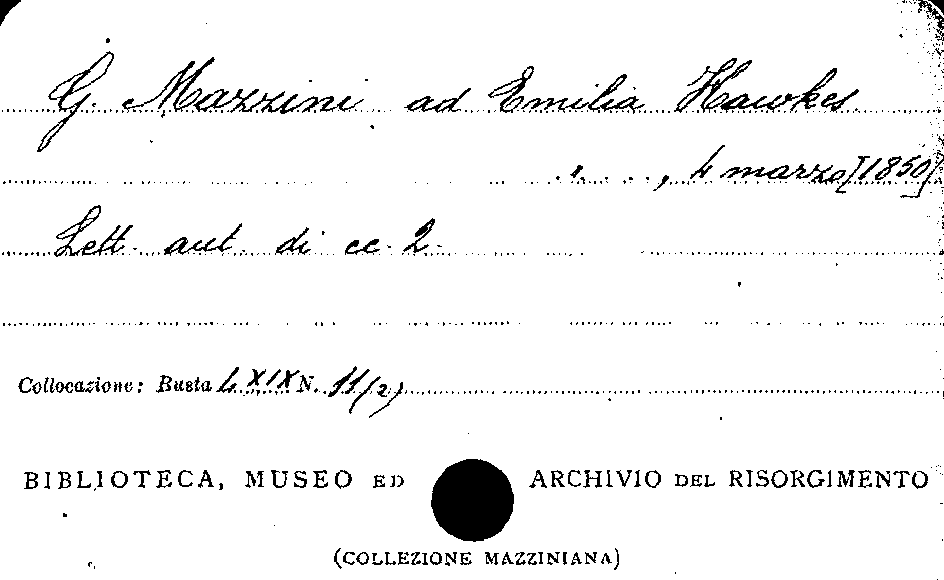 G. Mazzini ad Emilia Hawkes
...., 4 marzo [1850]
Lett. aut. di cc. 2.
Collocazione: Busta LXIX N. 11/2)
BIBLIOTECA, MUSEO ED ARCHIVIO DEL RISORGIMENTO
(COLLEZIONE MAZZINIANA)